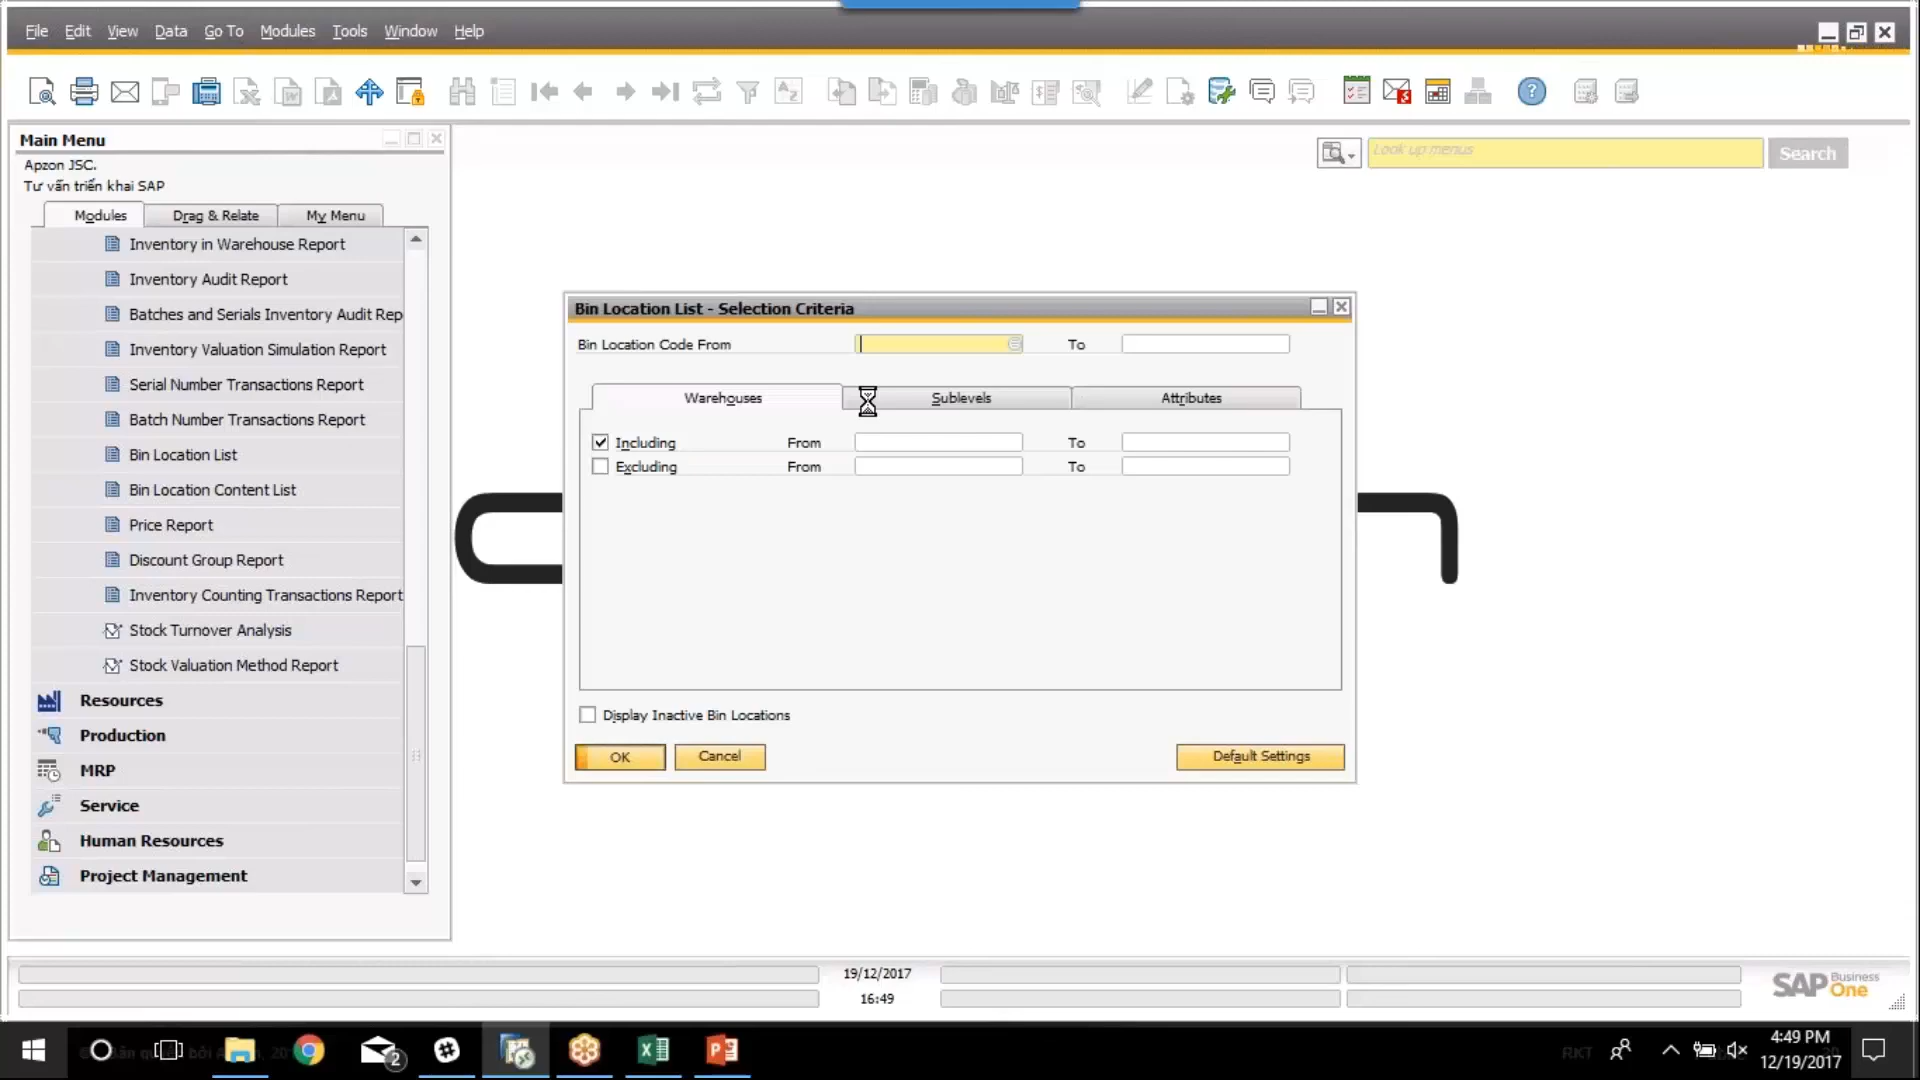 File Edit View Data Go To Modules Tools Window Help
Main Menu
Apzon JSC.
Tư vấn triển khai SAP
Modules Drag & Relate My Menu
Look up menus Search
Inventory in Warehouse Report
Inventory Audit Report
Batches and Serials Inventory Audit Rep
Inventory Valuation Simulation Report
Serial Number Transactions Report
Batch Number Transactions Report
Bin Location List
Bin Location Content List
Price Report
Discount Group Report
Inventory Counting Transactions Report
Stock Turnover Analysis
Stock Valuation Method Report
Resources
Production
MRP
Service
Human Resources
Project Management
Bin Location List - Selection Criteria
Bin Location Code From To
Warehouses Sublevels Attributes
Including From To
Excluding From To
Display Inactive Bin Locations
OK Cancel Default Settings
19/12/2017
16:49
SAP Business One
2
4:49 PM
12/19/2017